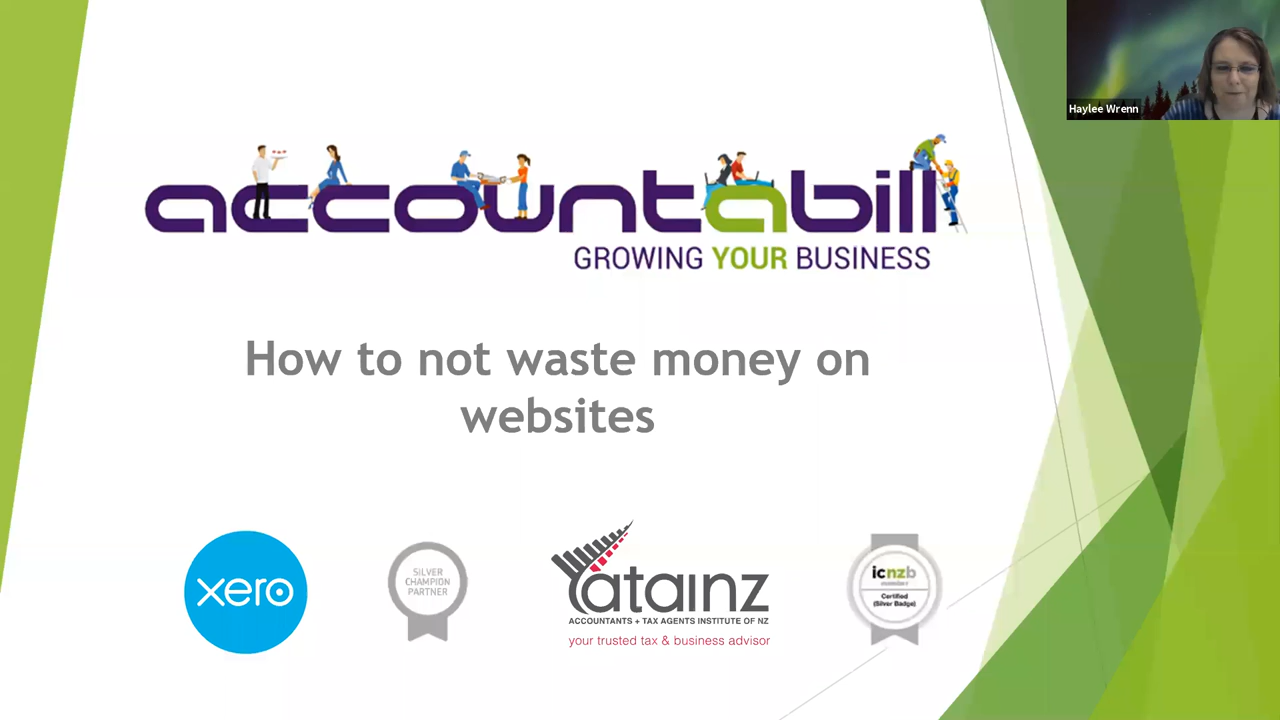 Haylee Wrenn
accountabill
GROWING YOUR BUSINESS
How to not waste money on
websites
xero
SILVER
CHAMPION
PARTNER
atainz
ACCOUNTANTS + TAX AGENTS INSTITUTE OF NZ
your trusted tax & business advisor
icnzb
member
Certified
(Silver Badge)